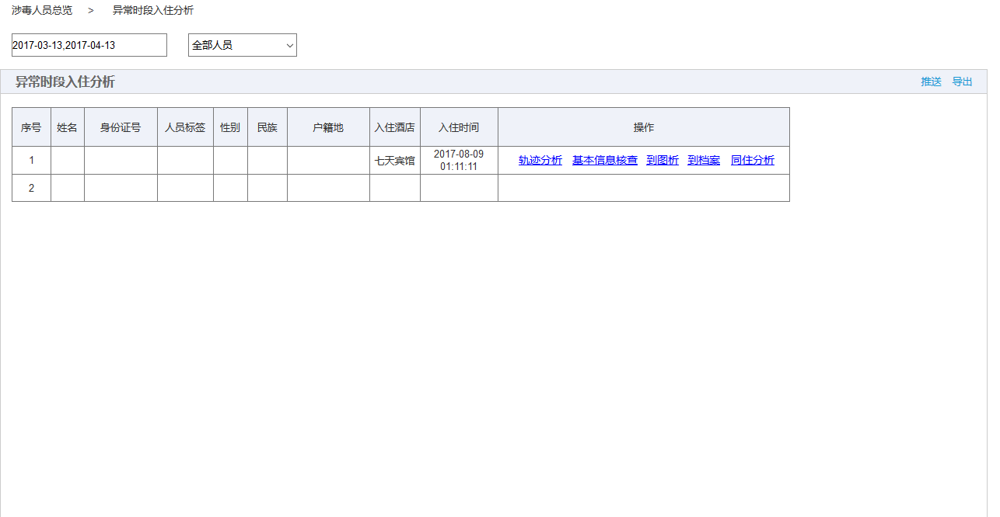 涉毒人员总览 > 异常时段入住分析
2017-03-13,2017-04-13 全部人员
异常时段入住分析 推送 导出
序号 姓名 身份证号 人员标签 性别 民族 户籍地 入住酒店 入住时间 操作
1 七天宾馆 2017-08-09 轨迹分析 基本信息核查 到图析 到档案 同住分析
01:11:11
2